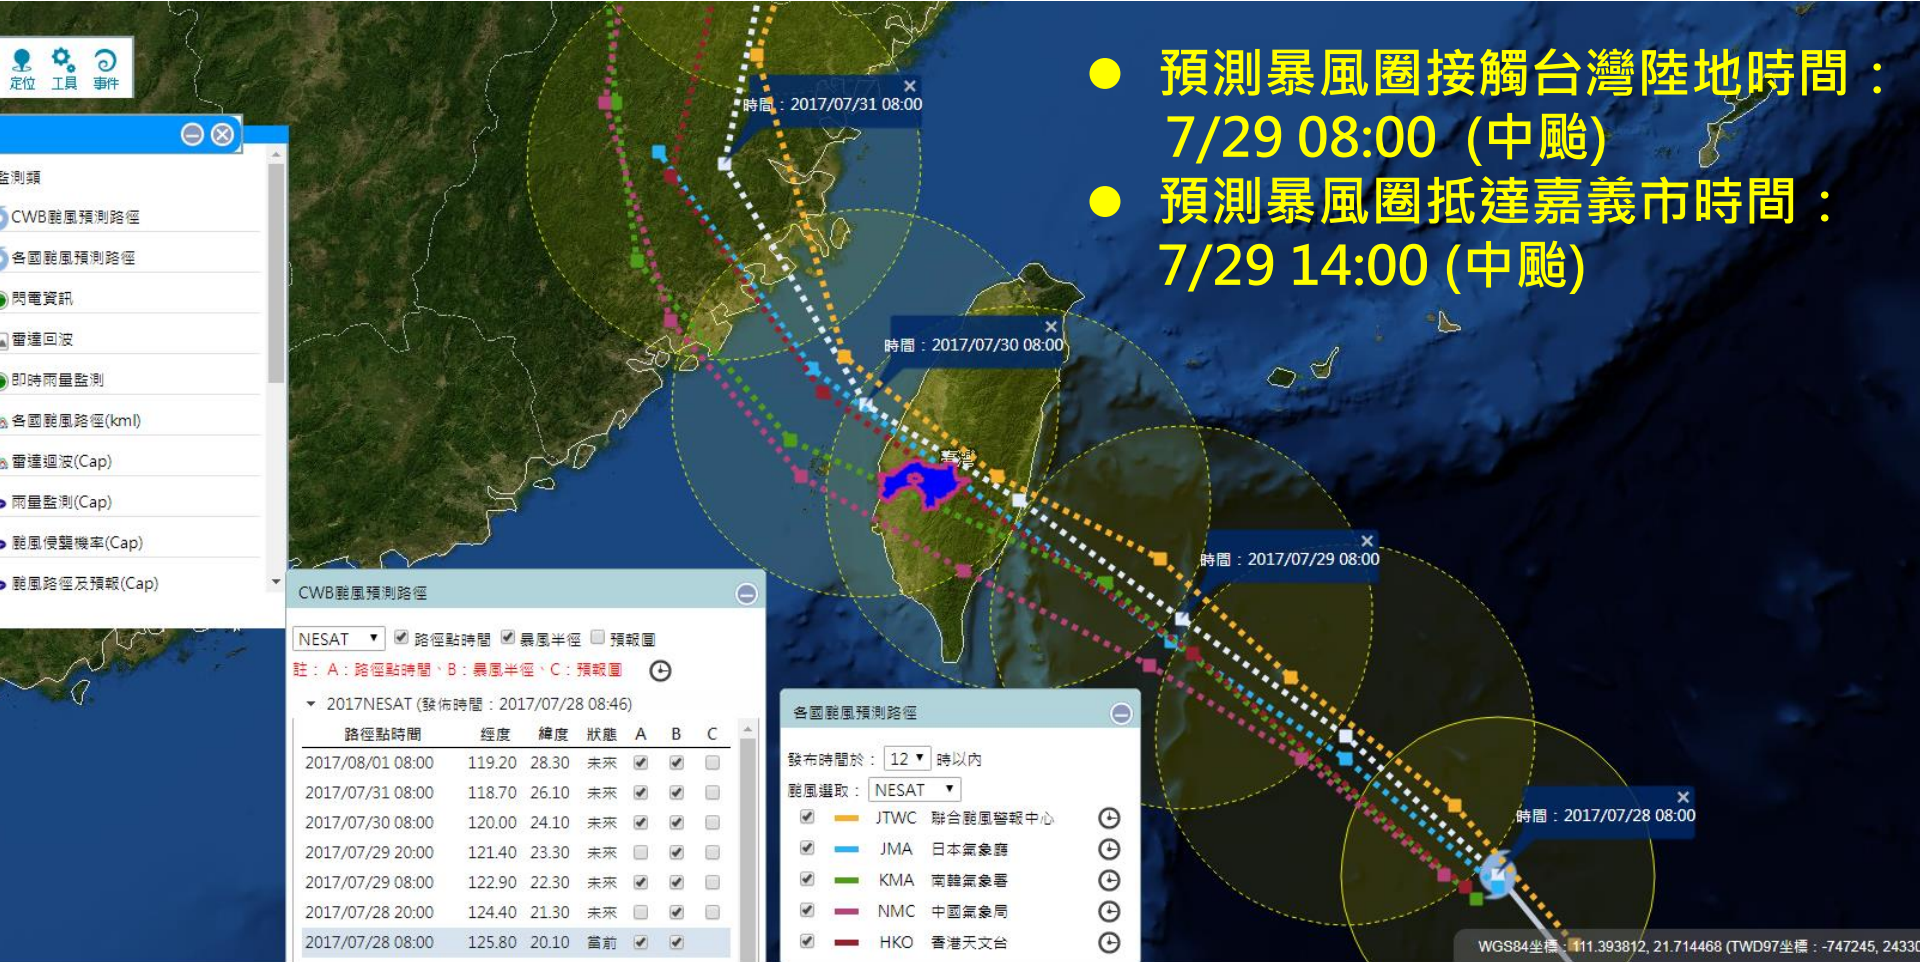 定位 工具 事件
監測類
CWB颱風預測路徑
各國颱風預測路徑
閃電資訊
雷達回波
即時雨量監測
各國颱風路徑(kml)
雷達迴波(Cap)
雨量監測(Cap)
颱風侵襲機率(Cap)
颱風路徑及預報(Cap)
● 預測暴風圈接觸台灣陸地時間：
7/29 08:00 (中颱)
● 預測暴風圈抵達嘉義市時間：
7/29 14:00 (中颱)
時間：2017/07/31 08:00
時間：2017/07/30 08:00
臺灣
時間：2017/07/29 08:00
時間：2017/07/28 08:00
CWB颱風預測路徑
NESAT ▼ 路徑點時間 暴風半徑 預報圓
註：A：路徑點時間、B：暴風半徑、C：預報圓
2017NESAT (發佈時間：2017/07/28 08:46)
路徑點時間 經度 緯度 狀態 A B C
2017/08/01 08:00 119.20 28.30 未來
2017/07/31 08:00 118.70 26.10 未來
2017/07/30 08:00 120.00 24.10 未來
2017/07/29 20:00 121.40 23.30 未來
2017/07/29 08:00 122.90 22.30 未來
2017/07/28 20:00 124.40 21.30 未來
2017/07/28 08:00 125.80 20.10 當前
各國颱風預測路徑
發布時間於：12 ▼ 時以內
颱風選取：NESAT ▼
JTWC 聯合颱風警報中心
JMA 日本氣象廳
KMA 南韓氣象署
NMC 中國氣象局
HKO 香港天文台
WGS84坐標：111.393812, 21.714468 (TWD97坐標：-747245, 24330